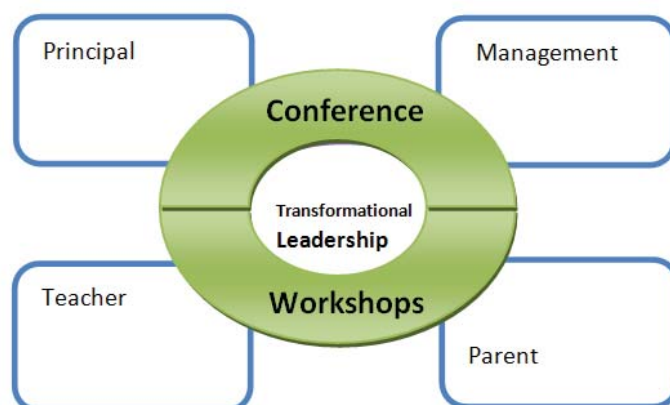 Principal
Management
Conference
Transformational
Leadership
Teacher
Workshops
Parent